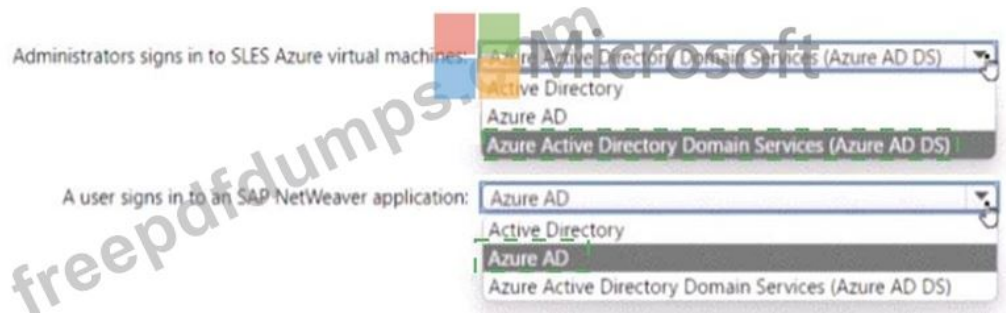 Administrators signs in to SLES Azure virtual machines: Azure Active Directory Domain Services (Azure AD DS)
Active Directory
Azure AD
Azure Active Directory Domain Services (Azure AD DS)
A user signs in to an SAP NetWeaver application: Azure AD
Active Directory
Azure AD
Azure Active Directory Domain Services (Azure AD DS)
Microsoft
freepdfdumps.com